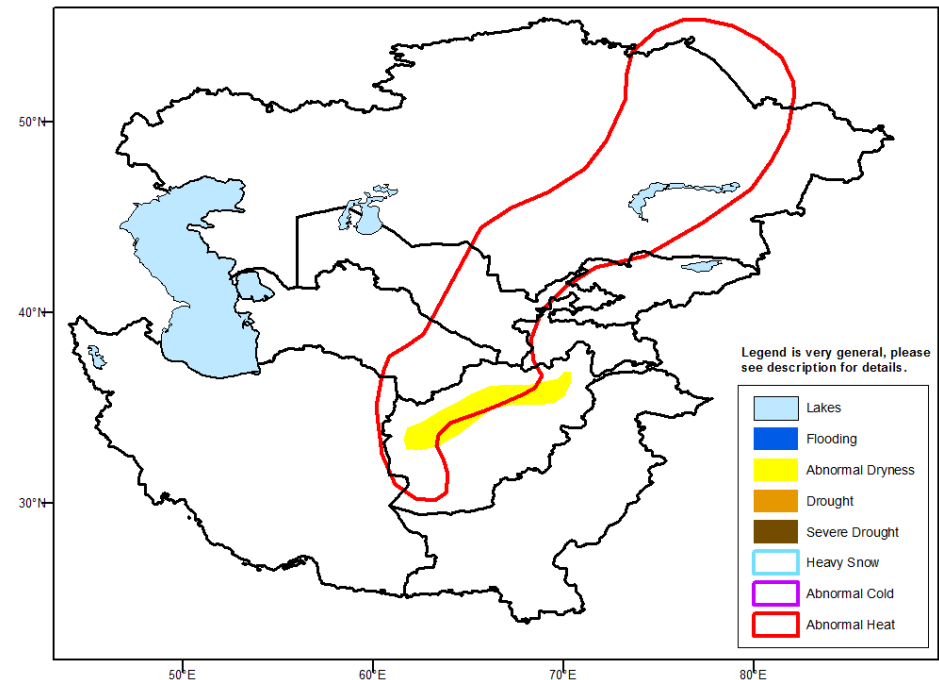 50°N
40°N
30°N
50°E
60°E
70°E
80°E
Legend is very general, please
see description for details.
Lakes
Flooding
Abnormal Dryness
Drought
Severe Drought
Heavy Snow
Abnormal Cold
Abnormal Heat